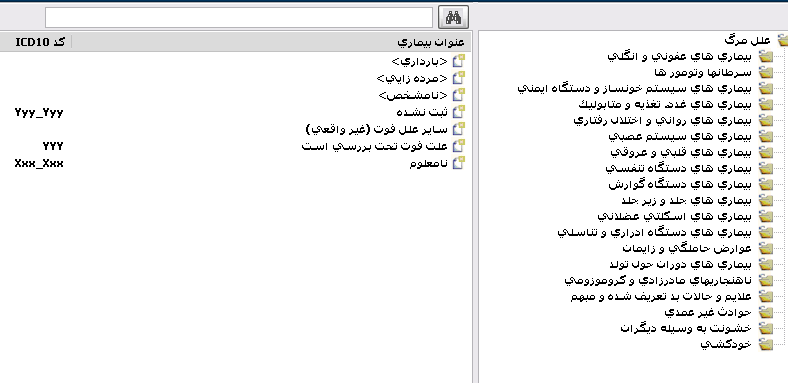 علل مرگ
بيماري هاي عفوني و انگلي
سرطانها وتومور ها
بيماري هاي سيستم خونساز و دستگاه ايمني
بيماري هاي غدد، تغذيه و متابوليك
بيماري هاي رواني و اختلال رفتاري
بيماري هاي سيستم عصبي
بيماري هاي قلبي و عروقي
بيماري هاي دستگاه تنفسي
بيماري هاي دستگاه گوارش
بيماري هاي جلد و زير جلد
بيماري هاي اسكلتي عضلاني
بيماري هاي دستگاه ادراري و تناسلي
عوارض حاملگي و زايمان
بيماري هاي دوران حول تولد
ناهنجاريهاي مادرزادي و كروموزومي
علايم و حالات بد تعريف شده و مبهم
حوادث غير عمدي
خشونت به وسيله ديگران
خودكشي
عنوان بيماري کد ICD10
<بارداري>
<مرده زايي>
<نامشخص>
ثبت نشده Yyy_Yyy
ساير علل فوت (غير واقعي)
علت فوت تحت بررسي است YYY
نامعلوم Xxx_Xxx